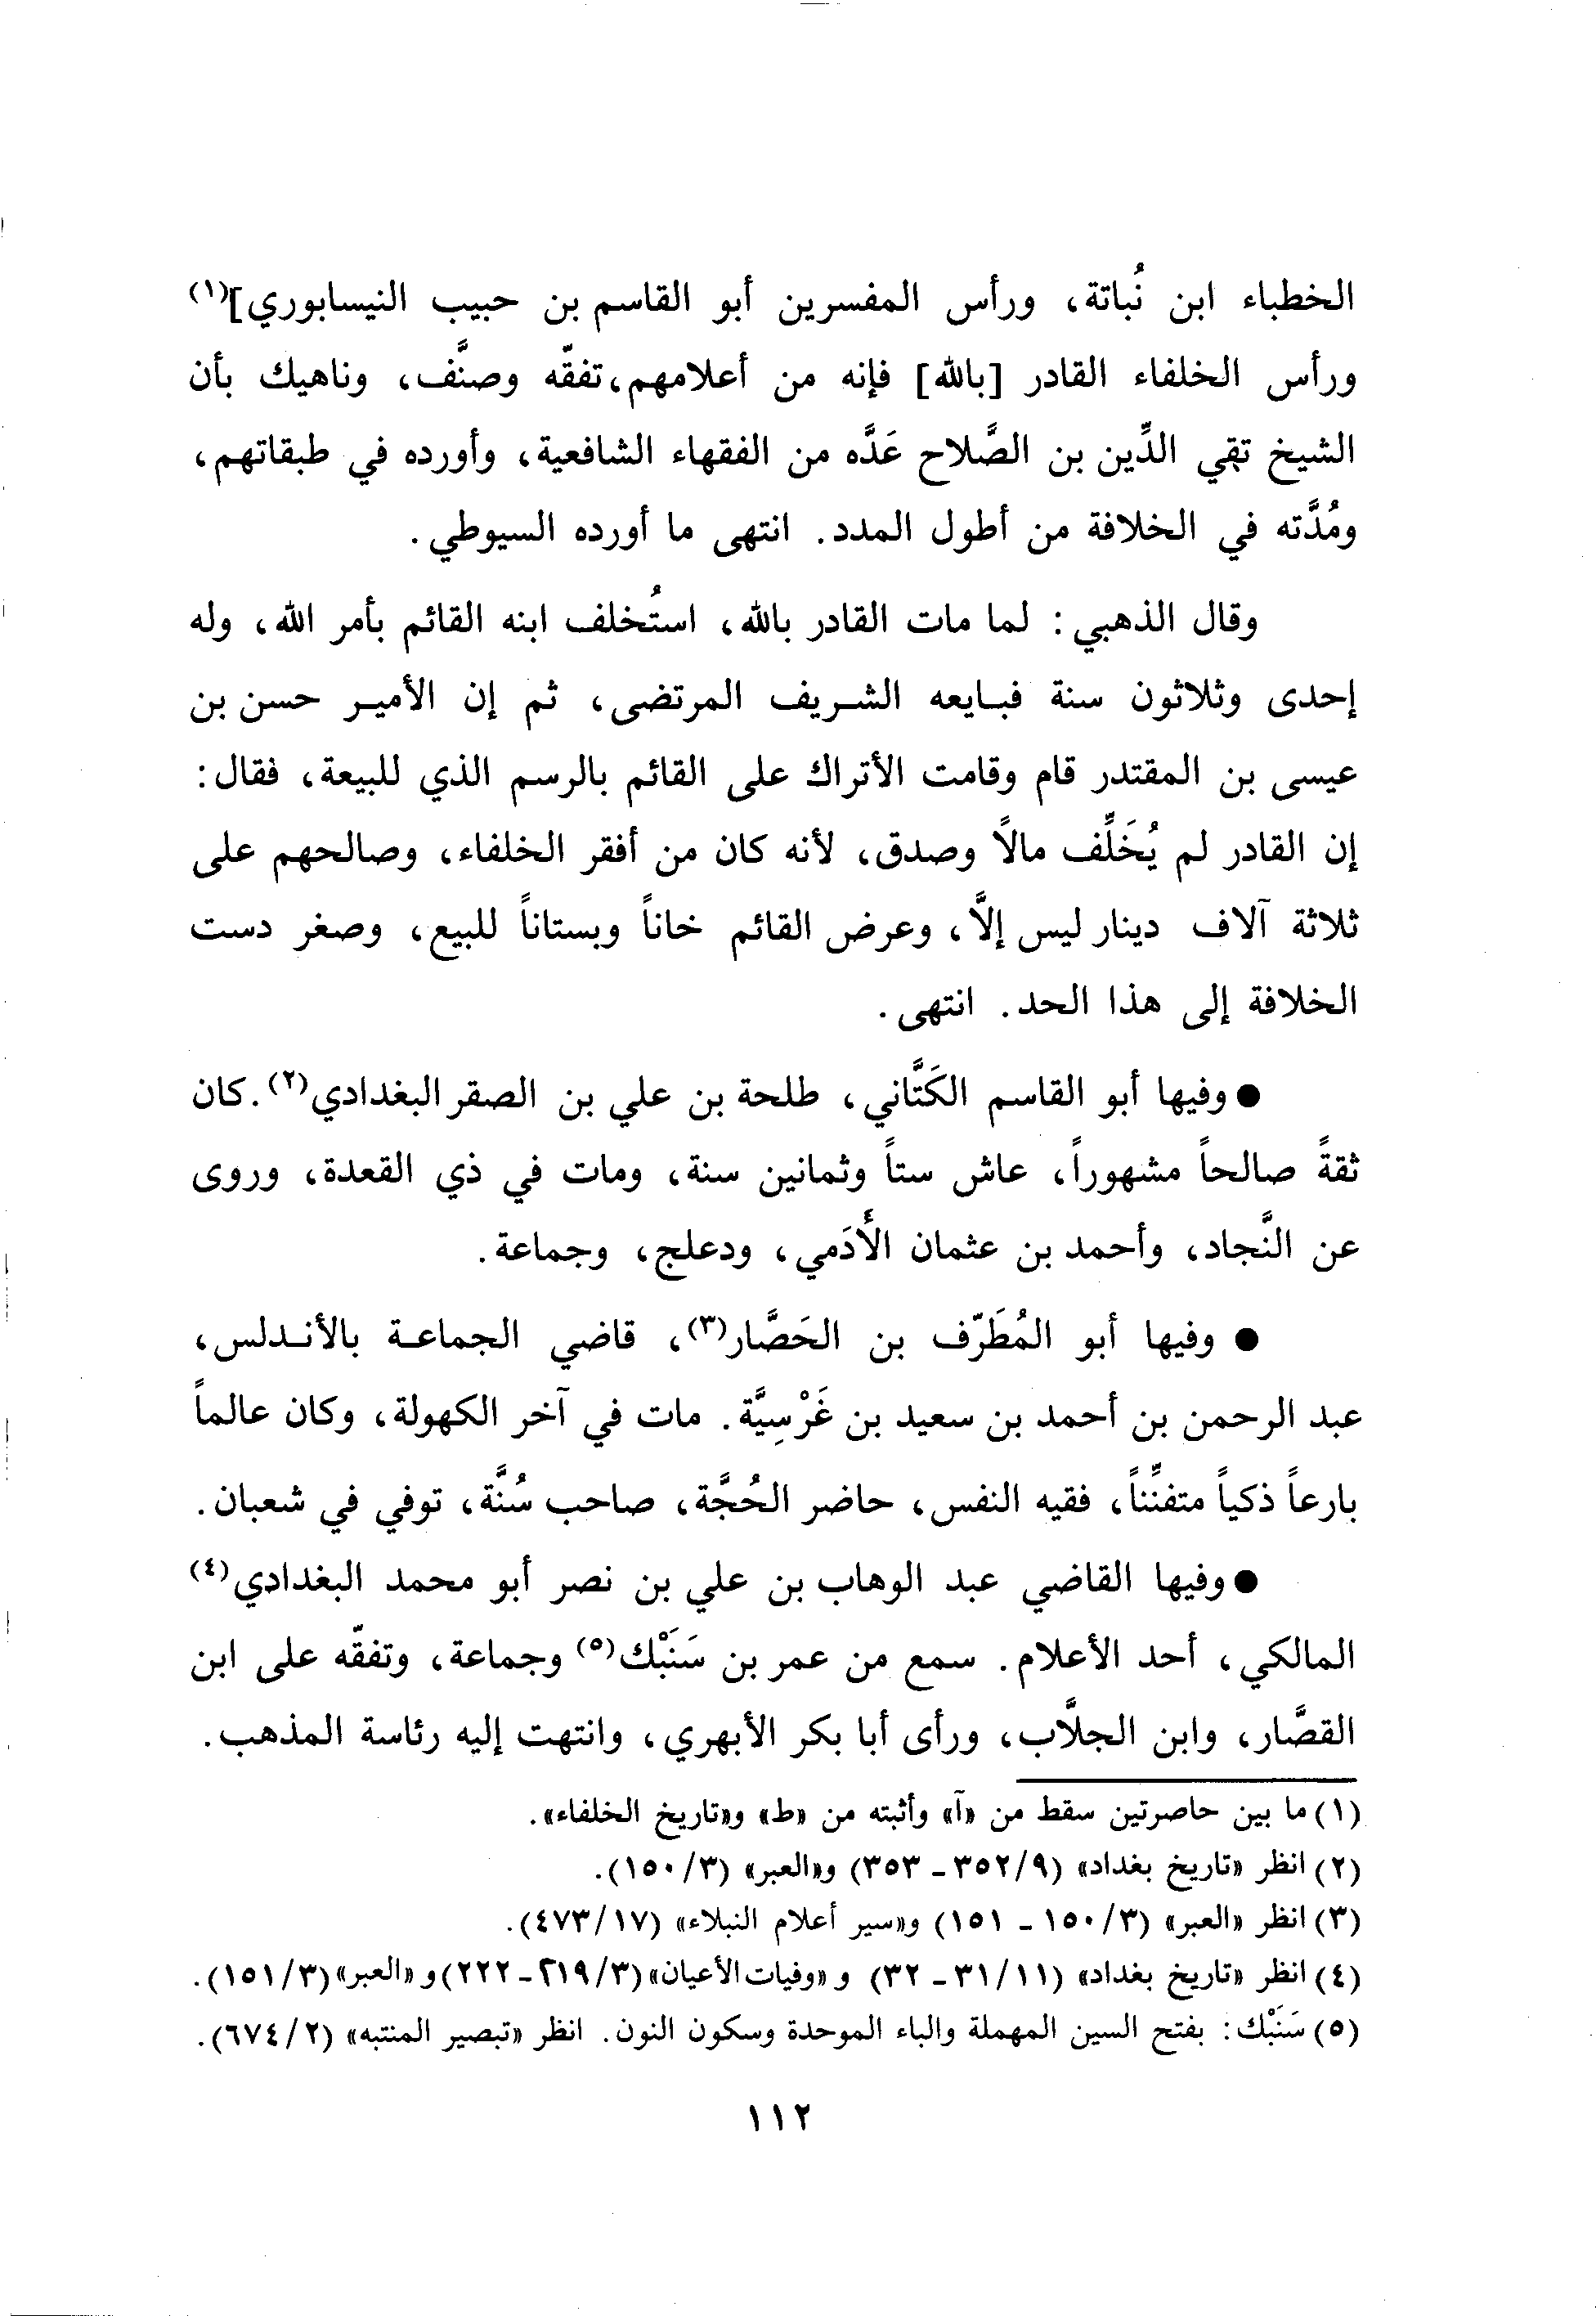 الخطباء ابن نُباتة، ورأس المفسرين أبو القاسم بن حبيب النيسابوري](١)
ورأس الخلفاء القادر [بالله] فإنه من أعلامهم، تفقّه وصنَّف، وناهيك بأن
الشيخ تقي الدِّين بن الصَّلاح عَدَّه من الفقهاء الشافعية، وأورده في طبقاتهم،
ومُدَّته في الخلافة من أطول المدد. انتهى ما أورده السيوطي.
وقال الذهبي: لما مات القادر بالله، استُخلف ابنه القائم بأمر الله، وله
إحدى وثلاثون سنة فبايعه الشريف المرتضى، ثم إن الأمير حسن بن
عيسى بن المقتدر قام وقامت الأتراك على القائم بالرسم الذي للبيعة، فقال:
إن القادر لم يُخَلِّف مالاً وصدق، لأنه كان من أفقر الخلفاء، وصالحهم على
ثلاثة آلاف دينار ليس إلاَّ، وعرض القائم خاناً وبستاناً للبيع، وصغر دست
الخلافة إلى هذا الحد. انتهى.
● وفيها أبو القاسم الكَتَّاني، طلحة بن علي بن الصقر البغدادي(٢). كان
ثقةً صالحاً مشهوراً، عاش ستاً وثمانين سنة، ومات في ذي القعدة، وروى
عن النَّجاد، وأحمد بن عثمان الأَدَمي، ودعلج، وجماعة.
● وفيها أبو المُطَرِّف بن الحَصَّار(٣)، قاضي الجماعة بالأندلس،
عبد الرحمن بن أحمد بن سعيد بن غَرْسِيَّة. مات في آخر الكهولة، وكان عالماً
بارعاً ذكياً متفنِّناً، فقيه النفس، حاضر الحُجَّة، صاحب سُنَّة، توفي في شعبان.
● وفيها القاضي عبد الوهاب بن علي بن نصر أبو محمد البغدادي(٤)
المالكي، أحد الأعلام. سمع من عمر بن سَنَبْك(٥) وجماعة، وتفقّه على ابن
القصَّار، وابن الجلاَّب، ورأى أبا بكر الأبهري، وانتهت إليه رئاسة المذهب.
(١) ما بين حاصرتين سقط من «آ» وأثبته من «ط» و«تاريخ الخلفاء».
(٢) انظر «تاريخ بغداد» (٩/ ٣٥٢ - ٣٥٣) و«العبر» (٣/ ١٥٠).
(٣) انظر «العبر» (٣/ ١٥٠ - ١٥١) و«سير أعلام النبلاء» (١٧/ ٤٧٣).
(٤) انظر «تاريخ بغداد» (١١/ ٣١ - ٣٢) و «وفيات الأعيان» (٣/ ٢١٩ - ٢٢٢) و «العبر» (٣/ ١٥١).
(٥) سَنَبْك: بفتح السين المهملة والباء الموحدة وسكون النون. انظر «تبصير المنتبه» (٢/ ٦٧٤).
١١٢